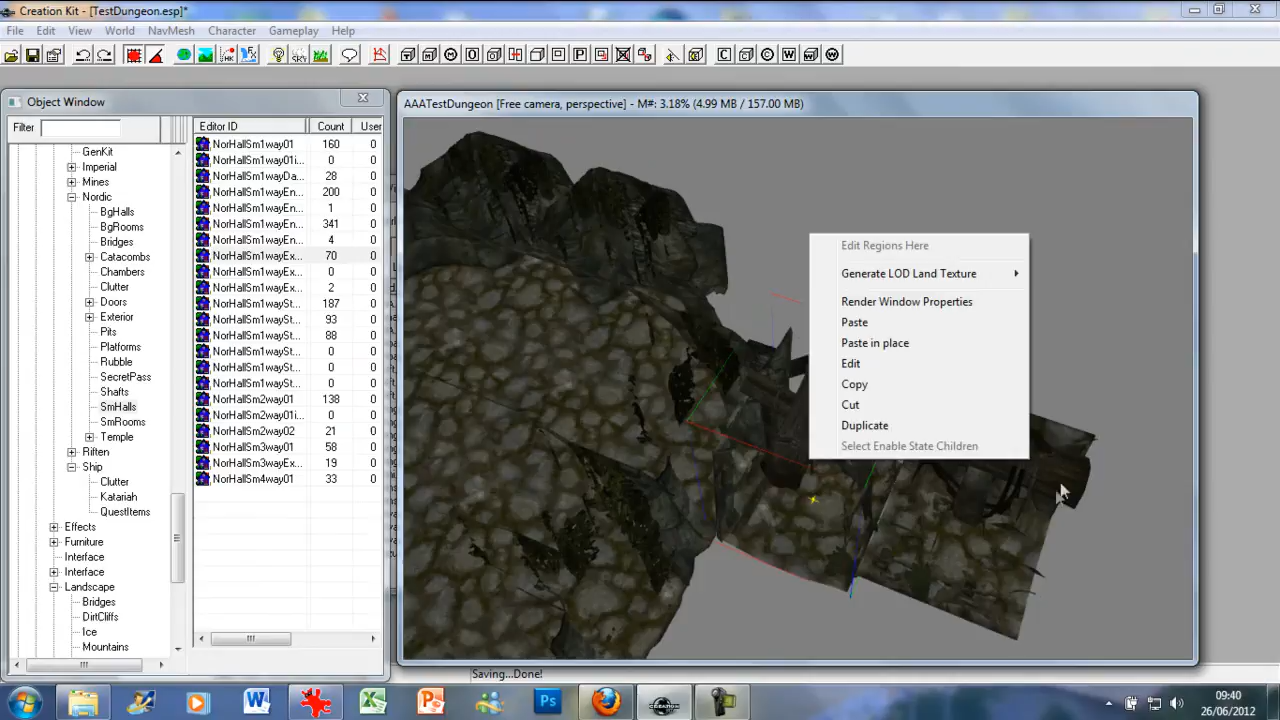 Creation Kit - [TestDungeon.esp]*
File Edit View World NavMesh Character Gameplay Help
Object Window
Filter
GenKit
Imperial
Mines
Nordic
BgHalls
BgRooms
Bridges
Catacombs
Chambers
Clutter
Doors
Exterior
Pits
Platforms
Rubble
SecretPass
Shafts
SmHalls
SmRooms
Temple
Riften
Ship
Clutter
Katariah
QuestItems
Effects
Furniture
Interface
Interface
Landscape
Bridges
DirtCliffs
Ice
Mountains
Editor ID Count User
NorHallSm1way01 160 0
NorHallSm1way01i... 0 0
NorHallSm1wayDa... 28 0
NorHallSm1wayEn... 200 0
NorHallSm1wayEn... 1 0
NorHallSm1wayEn... 341 0
NorHallSm1wayEn... 4 0
NorHallSm1wayEx... 70 0
NorHallSm1wayEx... 0 0
NorHallSm1wayEx... 2 0
NorHallSm1waySt... 187 0
NorHallSm1waySt... 93 0
NorHallSm1waySt... 88 0
NorHallSm1waySt... 0 0
NorHallSm1waySt... 0 0
NorHallSm1waySt... 0 0
NorHallSm2way01 138 0
NorHallSm2way01i... 0 0
NorHallSm2way02 21 0
NorHallSm3way01 58 0
NorHallSm3wayEx... 19 0
NorHallSm4way01 33 0
AAATestDungeon [Free camera, perspective] - M#: 3.18% (4.99 MB / 157.00 MB)
Edit Regions Here
Generate LOD Land Texture
Render Window Properties
Paste
Paste in place
Edit
Copy
Cut
Duplicate
Select Enable State Children
Saving...Done!
09:40
26/06/2012